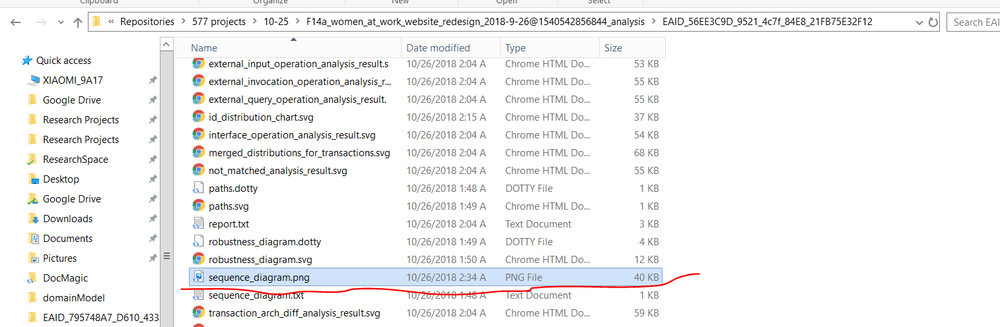 Clipboard Organize New Open Select
« Repositories > 577 projects > 10-25 > F14a_women_at_work_website_redesign_2018-9-26@1540542856844_analysis > EAID_56EE3C9D_9521_4c7f_84E8_21FB75E32F12 Search EAI
Name Date modified Type Size
Quick access
XIAOMI_9A17
Google Drive
Research Projects
Research Projects
ResearchSpace
Desktop
Google Drive
Downloads
Documents
Pictures
DocMagic
domainModel
EAID_795748A7_D610_433
external_input_operation_analysis_result.s 10/26/2018 2:04 A Chrome HTML Do... 53 KB
external_invocation_operation_analysis_r... 10/26/2018 2:04 A Chrome HTML Do... 55 KB
external_query_operation_analysis_result. 10/26/2018 2:04 A Chrome HTML Do... 55 KB
id_distribution_chart.svg 10/26/2018 2:15 A Chrome HTML Do... 37 KB
interface_operation_analysis_result.svg 10/26/2018 2:04 A Chrome HTML Do... 54 KB
merged_distributions_for_transactions.svg 10/26/2018 2:04 A Chrome HTML Do... 68 KB
not_matched_analysis_result.svg 10/26/2018 2:04 A Chrome HTML Do... 55 KB
paths.dotty 10/26/2018 1:48 A DOTTY File 1 KB
paths.svg 10/26/2018 1:49 A Chrome HTML Do... 1 KB
report.txt 10/26/2018 2:04 A Text Document 3 KB
robustness_diagram.dotty 10/26/2018 1:49 A DOTTY File 4 KB
robustness_diagram.svg 10/26/2018 1:50 A Chrome HTML Do... 12 KB
sequence_diagram.png 10/26/2018 2:34 A PNG File 40 KB
sequence_diagram.txt 10/26/2018 1:48 A Text Document 1 KB
transaction_arch_diff_analysis_result.svg 10/26/2018 2:04 A Chrome HTML Do... 59 KB